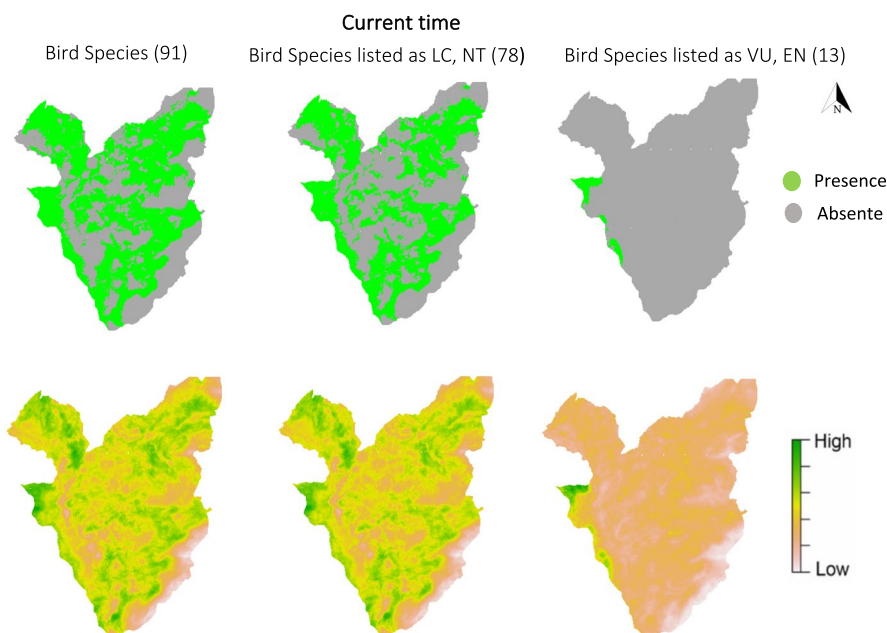 Current time
Bird Species (91)
Bird Species listed as LC, NT (78)
Bird Species listed as VU, EN (13)
N
Presence
Absente
High
Low